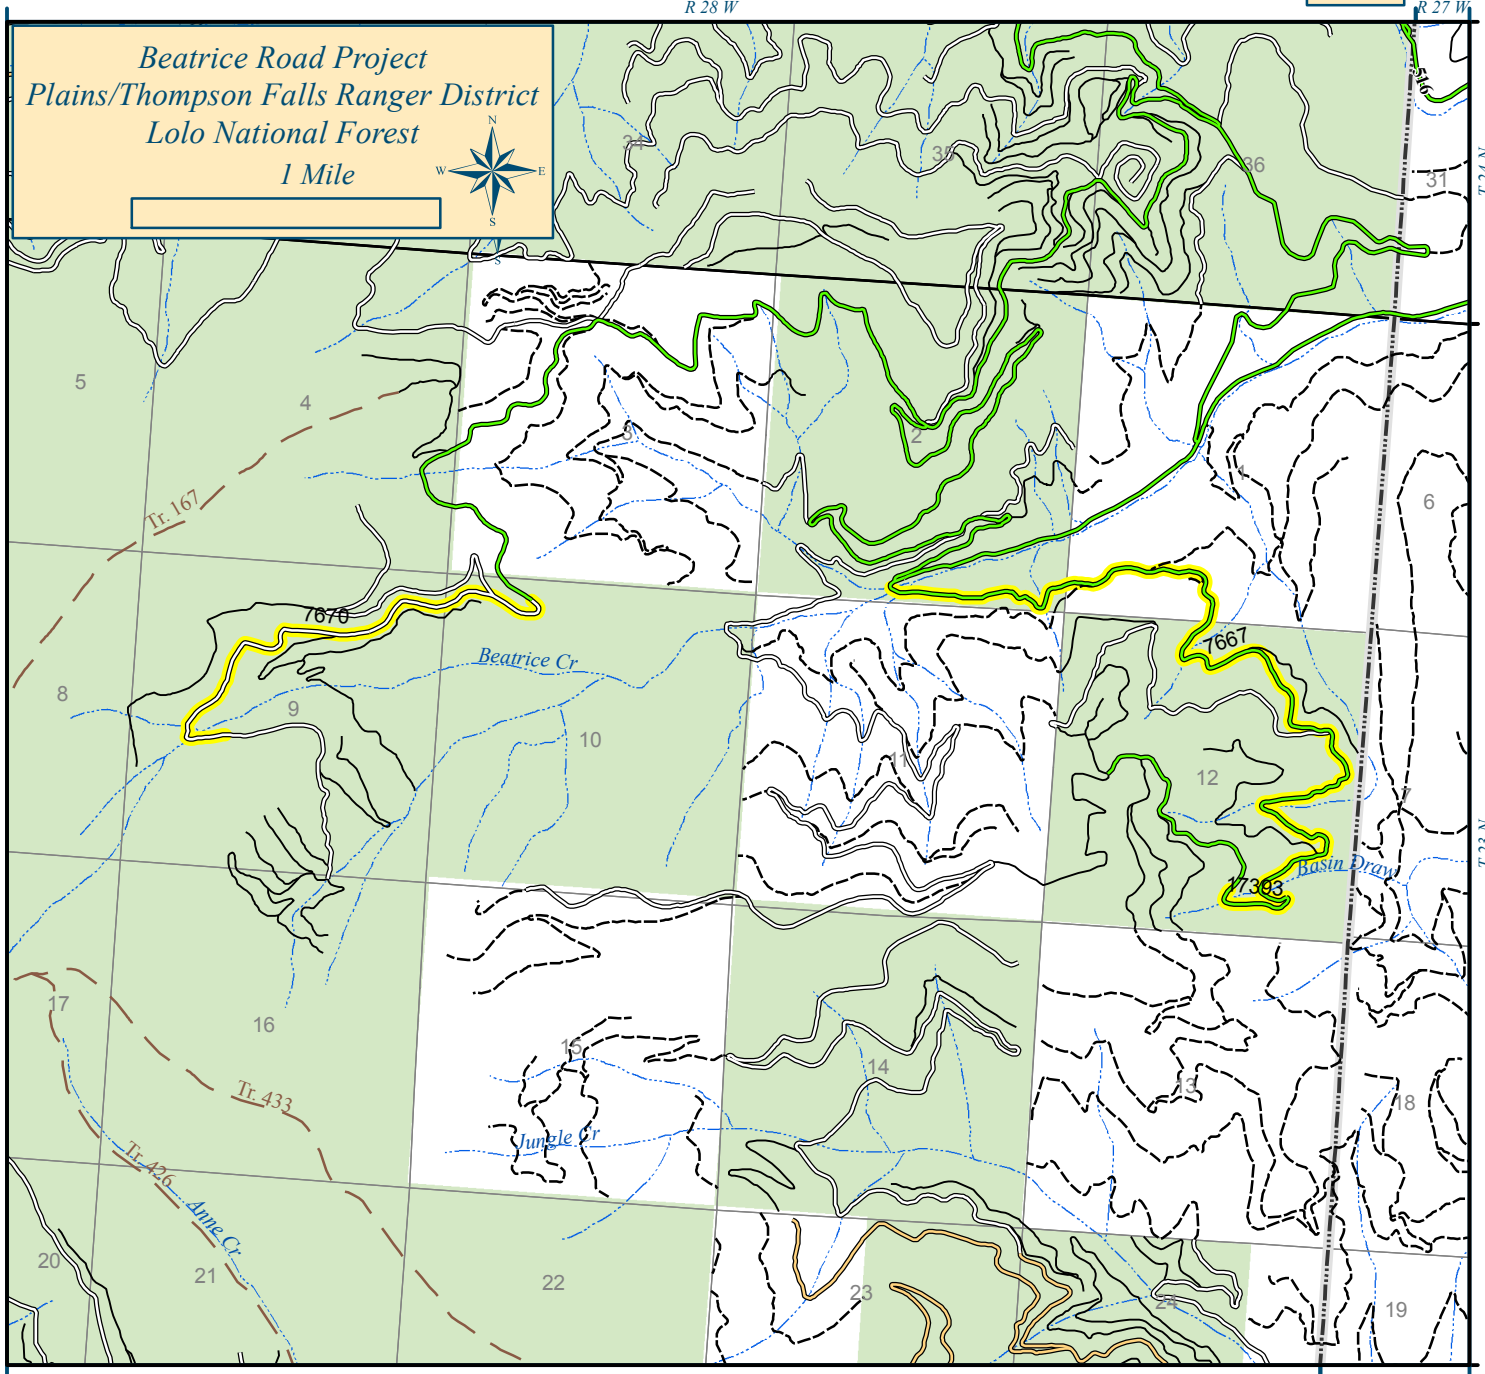 R 28 W
R 27 W
Beatrice Road Project
Plains/Thompson Falls Ranger District
Lolo National Forest
1 Mile
N
W
E
S
S
516
34
35
36
31
T 24 N
5
4
3
2
1
6
Tr. 167
7670
7667
Beatrice Cr
8
9
10
11
12
7
T 23 N
Basin Draw
17393
17
16
15
14
13
18
Tr. 433
Jungle Cr
Tr. 426
Anne Cr
20
21
22
23
24
19